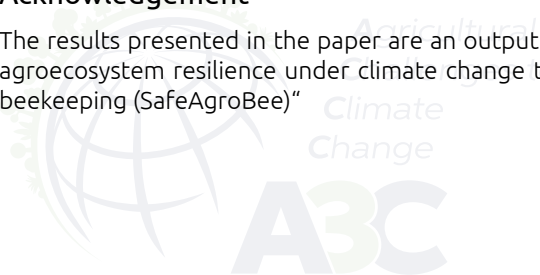 Acknowledgement
The results presented in the paper are an output
agroecosystem resilience under climate change t
beekeeping (SafeAgroBee)“
Agricultural
Climate
Change
A3C